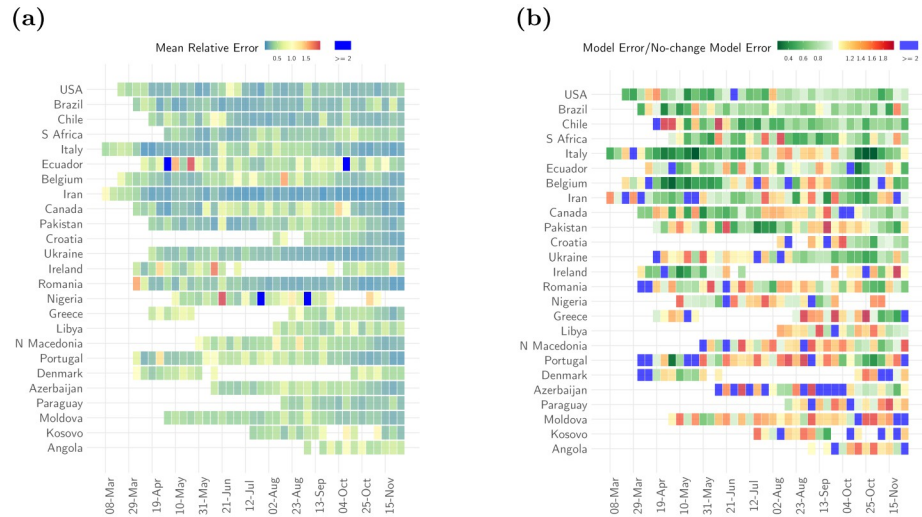 (a)
Mean Relative Error
0.5 1.0 1.5 >= 2
USA
Brazil
Chile
S Africa
Italy
Ecuador
Belgium
Iran
Canada
Pakistan
Croatia
Ukraine
Ireland
Romania
Nigeria
Greece
Libya
N Macedonia
Portugal
Denmark
Azerbaijan
Paraguay
Moldova
Kosovo
Angola
08-Mar
29-Mar
19-Apr
10-May
31-May
21-Jun
12-Jul
02-Aug
23-Aug
13-Sep
04-Oct
25-Oct
15-Nov
(b)
Model Error/No-change Model Error
0.4 0.6 0.8 1.2 1.4 1.6 1.8 >= 2
USA
Brazil
Chile
S Africa
Italy
Ecuador
Belgium
Iran
Canada
Pakistan
Croatia
Ukraine
Ireland
Romania
Nigeria
Greece
Libya
N Macedonia
Portugal
Denmark
Azerbaijan
Paraguay
Moldova
Kosovo
Angola
08-Mar
29-Mar
19-Apr
10-May
31-May
21-Jun
12-Jul
02-Aug
23-Aug
13-Sep
04-Oct
25-Oct
15-Nov